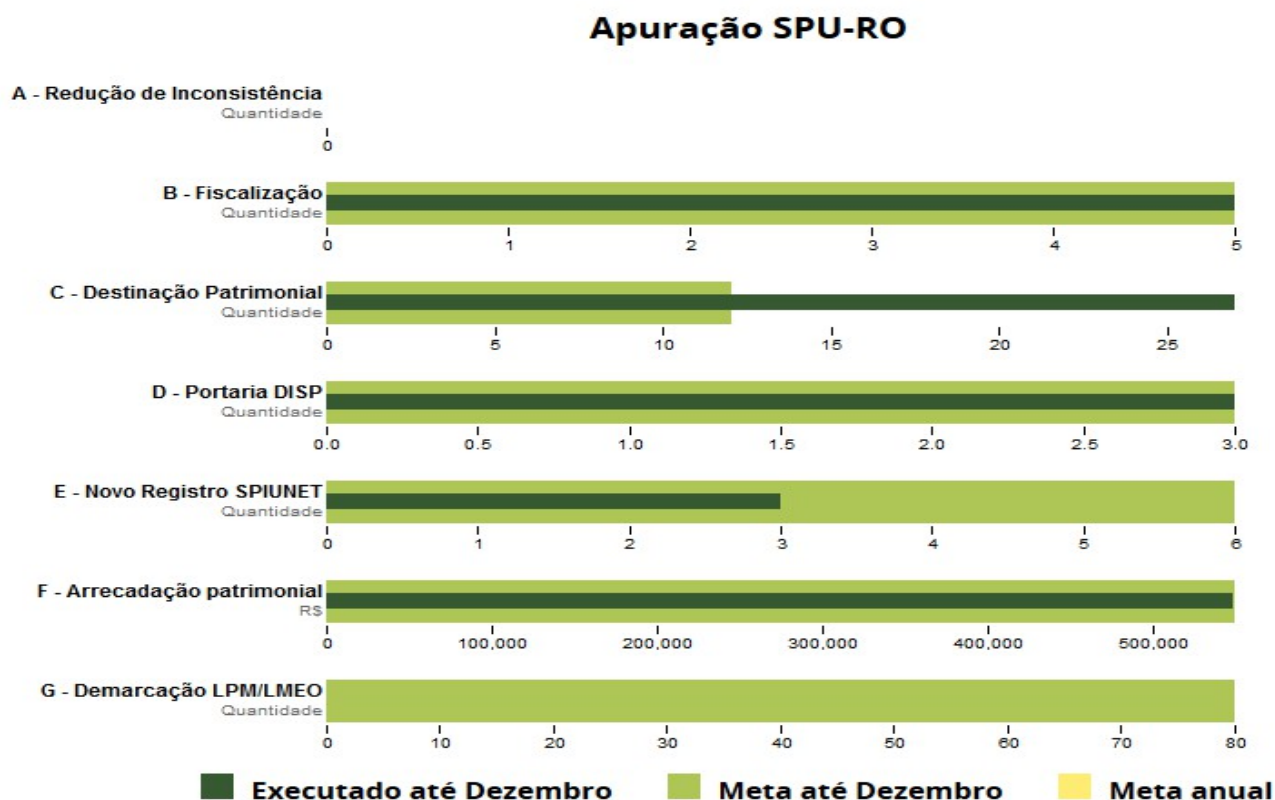 Apuração SPU-RO
A - Redução de Inconsistência
Quantidade
0
B - Fiscalização
Quantidade
0 1 2 3 4 5
C - Destinação Patrimonial
Quantidade
0 5 10 15 20 25
D - Portaria DISP
Quantidade
0.0 0.5 1.0 1.5 2.0 2.5 3.0
E - Novo Registro SPIUNET
Quantidade
0 1 2 3 4 5 6
F - Arrecadação patrimonial
R$
0 100,000 200,000 300,000 400,000 500,000
G - Demarcação LPM/LMEO
Quantidade
0 10 20 30 40 50 60 70 80
Executado até Dezembro Meta até Dezembro Meta anual